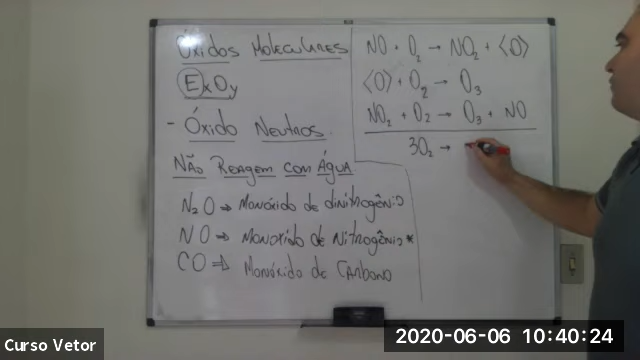 Óxidos Moleculares
ExOy
- Óxido Neutros.
Não Reagem com Água
N₂O ⇒ Monóxido de dinitrogênio
NO ⇒ Monoxido de Nitrogênio *
CO ⇒ Monóxido de Carbono
NO + O₂ → NO₂ + ⟨O⟩
⟨O⟩ + O₂ → O₃
NO₂ + O₂ → O₃ + NO
3O₂ →
Curso Vetor
2020-06-06 10:40:24